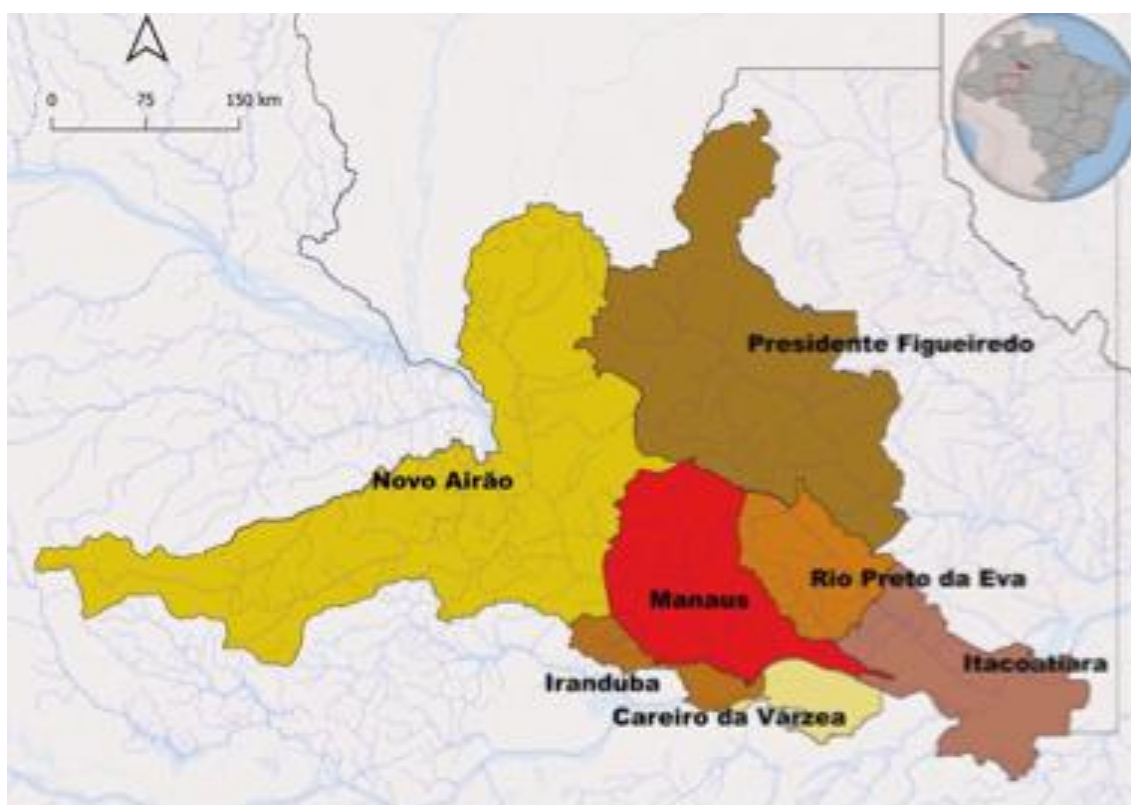 0 75 150 km
Presidente Figueiredo
Novo Airão
Rio Preto da Eva
Manaus
Itacoatiara
Iranduba
Careiro da Várzea